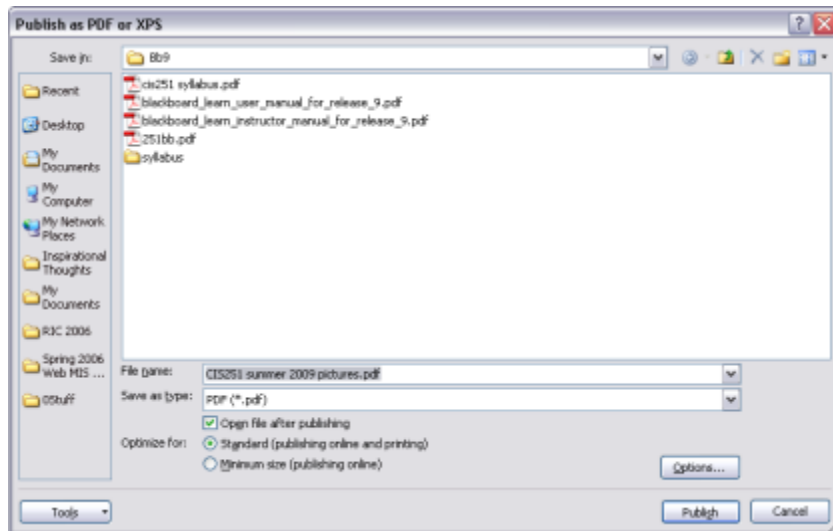 Publish as PDF or XPS
Save in:
Bb9
Recent
Desktop
My
Documents
My
Computer
My Network
Places
Inspirational
Thoughts
My
Documents
RIC 2006
Spring 2006
Web MIS ...
0Stuff
cis251 syllabus.pdf
blackboard_learn_user_manual_for_release_9.pdf
blackboard_learn_instructor_manual_for_release_9.pdf
251bb.pdf
syllabus
File name:
CIS251 summer 2009 pictures.pdf
Save as type:
PDF (*.pdf)
Open file after publishing
Optimize for:
Standard (publishing online and printing)
Minimum size (publishing online)
Options...
Tools
Publish
Cancel